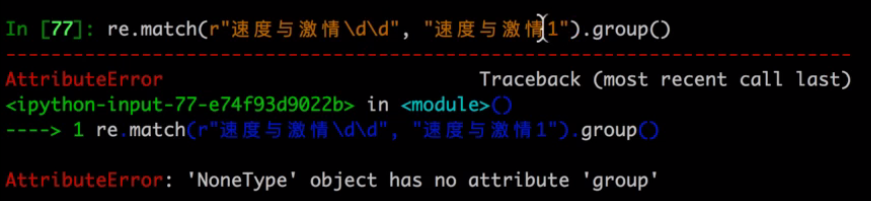 In [77]: re.match(r"速度与激情\d\d", "速度与激情1").group()
---------------------------------------------------------------------------
AttributeError                            Traceback (most recent call last)
<ipython-input-77-e74f93d9022b> in <module>()
----> 1 re.match(r"速度与激情\d\d", "速度与激情1").group()
AttributeError: 'NoneType' object has no attribute 'group'